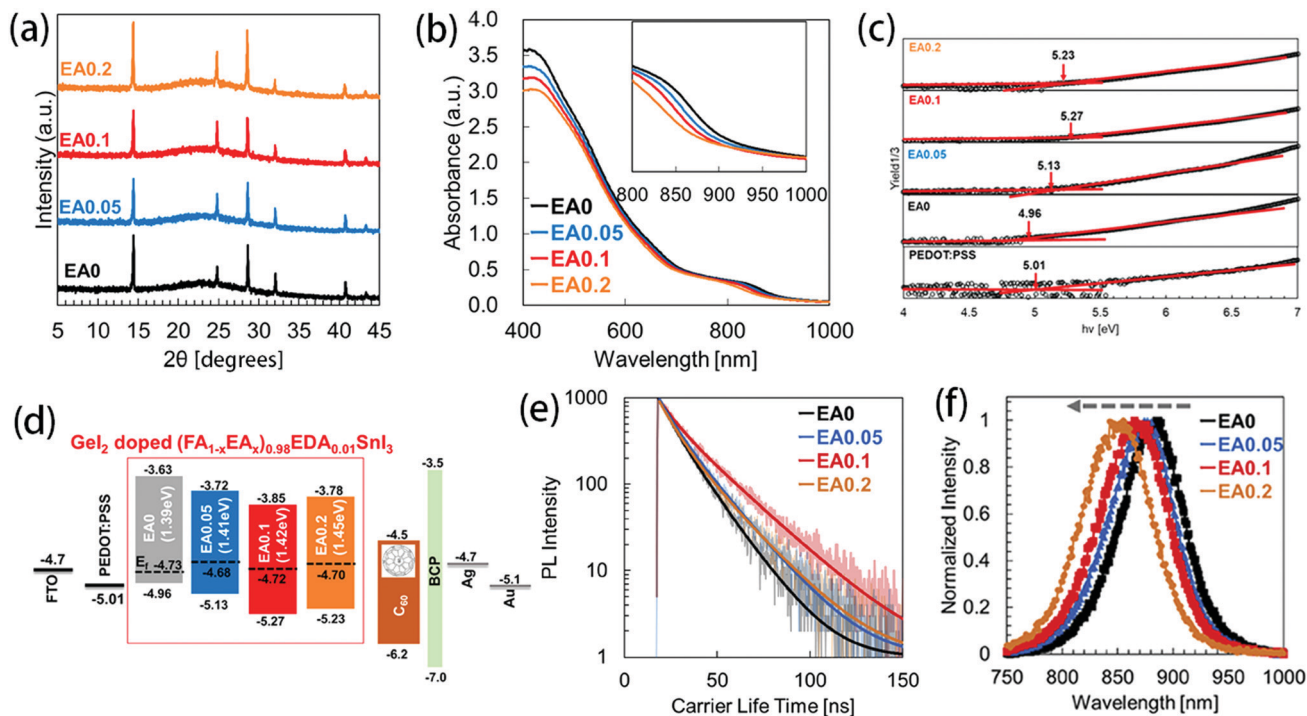 (a)
Intensity (a.u.)
EA0.2
EA0.1
EA0.05
EA0
5 10 15 20 25 30 35 40 45
2θ [degrees]
(b)
Absorbance (a.u.)
4.0
3.5
3.0
2.5
2.0
1.5
1.0
0.5
0.0
800 850 900 950 1000
EA0
EA0.05
EA0.1
EA0.2
400 600 800 1000
Wavelength [nm]
(c)
Yield1/3
EA0.2
5.23
EA0.1
5.27
EA0.05
5.13
EA0
4.96
PEDOT:PSS
5.01
4 4.5 5 5.5 6 6.5 7
hν [eV]
(d)
GeI2 doped (FA1-xEAx)0.98EDA0.01SnI3
-4.7
FTO
PEDOT:PSS
-5.01
-3.63
EA0
(1.39eV)
Ef -4.73
-4.96
-3.72
EA0.05
(1.41eV)
-4.68
-5.13
-3.85
EA0.1
(1.42eV)
-4.72
-5.27
-3.78
EA0.2
(1.45eV)
-4.70
-5.23
-4.5
C60
-6.2
-3.5
BCP
-7.0
-4.7
Ag
-5.1
Au
(e)
PL Intensity
1000
100
10
1
EA0
EA0.05
EA0.1
EA0.2
0 50 100 150
Carrier Life Time [ns]
(f)
Normalized Intensity
1
0.8
0.6
0.4
0.2
0
EA0
EA0.05
EA0.1
EA0.2
750 800 850 900 950 1000
Wavelength [nm]